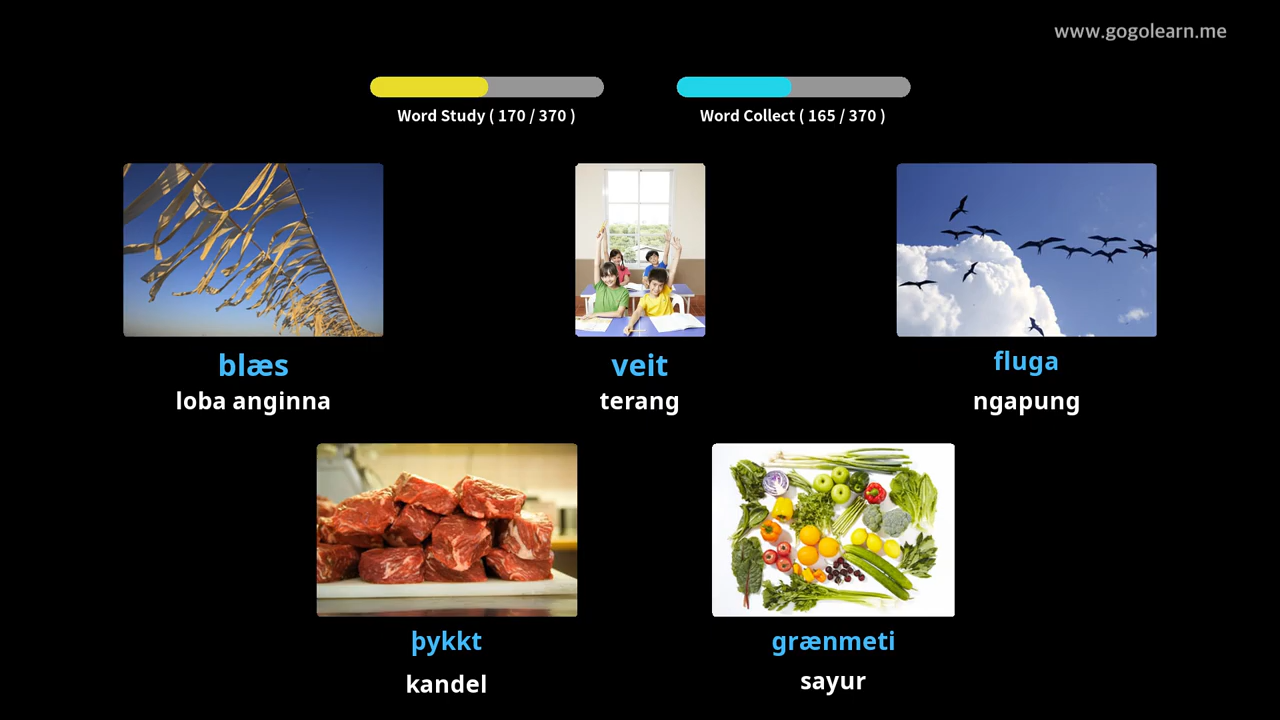 www.gogolearn.me
Word Study ( 170 / 370 )
Word Collect ( 165 / 370 )
blæs
loba anginna
veit
terang
fluga
ngapung
þykkt
kandel
grænmeti
sayur